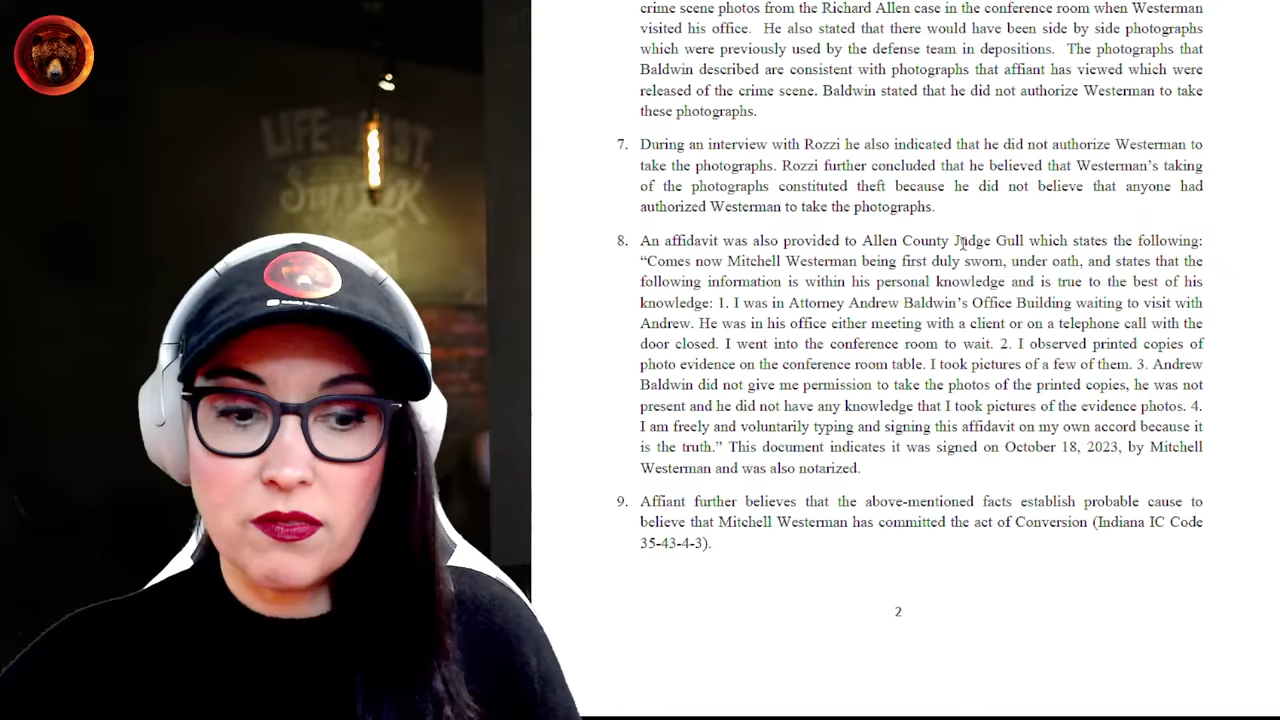 crime scene photos from the Richard Allen case in the conference room when Westerman
visited his office. He also stated that there would have been side by side photographs
which were previously used by the defense team in depositions. The photographs that
Baldwin described are consistent with photographs that affiant has viewed which were
released of the crime scene. Baldwin stated that he did not authorize Westerman to take
these photographs.
7. During an interview with Rozzi he also indicated that he did not authorize Westerman to
take the photographs. Rozzi further concluded that he believed that Westerman's taking
of the photographs constituted theft because he did not believe that anyone had
authorized Westerman to take the photographs.
8. An affidavit was also provided to Allen County Judge Gull which states the following:
“Comes now Mitchell Westerman being first duly sworn, under oath, and states that the
following information is within his personal knowledge and is true to the best of his
knowledge: 1. I was in Attorney Andrew Baldwin's Office Building waiting to visit with
Andrew. He was in his office either meeting with a client or on a telephone call with the
door closed. I went into the conference room to wait. 2. I observed printed copies of
photo evidence on the conference room table. I took pictures of a few of them. 3. Andrew
Baldwin did not give me permission to take the photos of the printed copies, he was not
present and he did not have any knowledge that I took pictures of the evidence photos. 4.
I am freely and voluntarily typing and signing this affidavit on my own accord because it
is the truth.” This document indicates it was signed on October 18, 2023, by Mitchell
Westerman and was also notarized.
9. Affiant further believes that the above-mentioned facts establish probable cause to
believe that Mitchell Westerman has committed the act of Conversion (Indiana IC Code
35-43-4-3).
2
LIFE